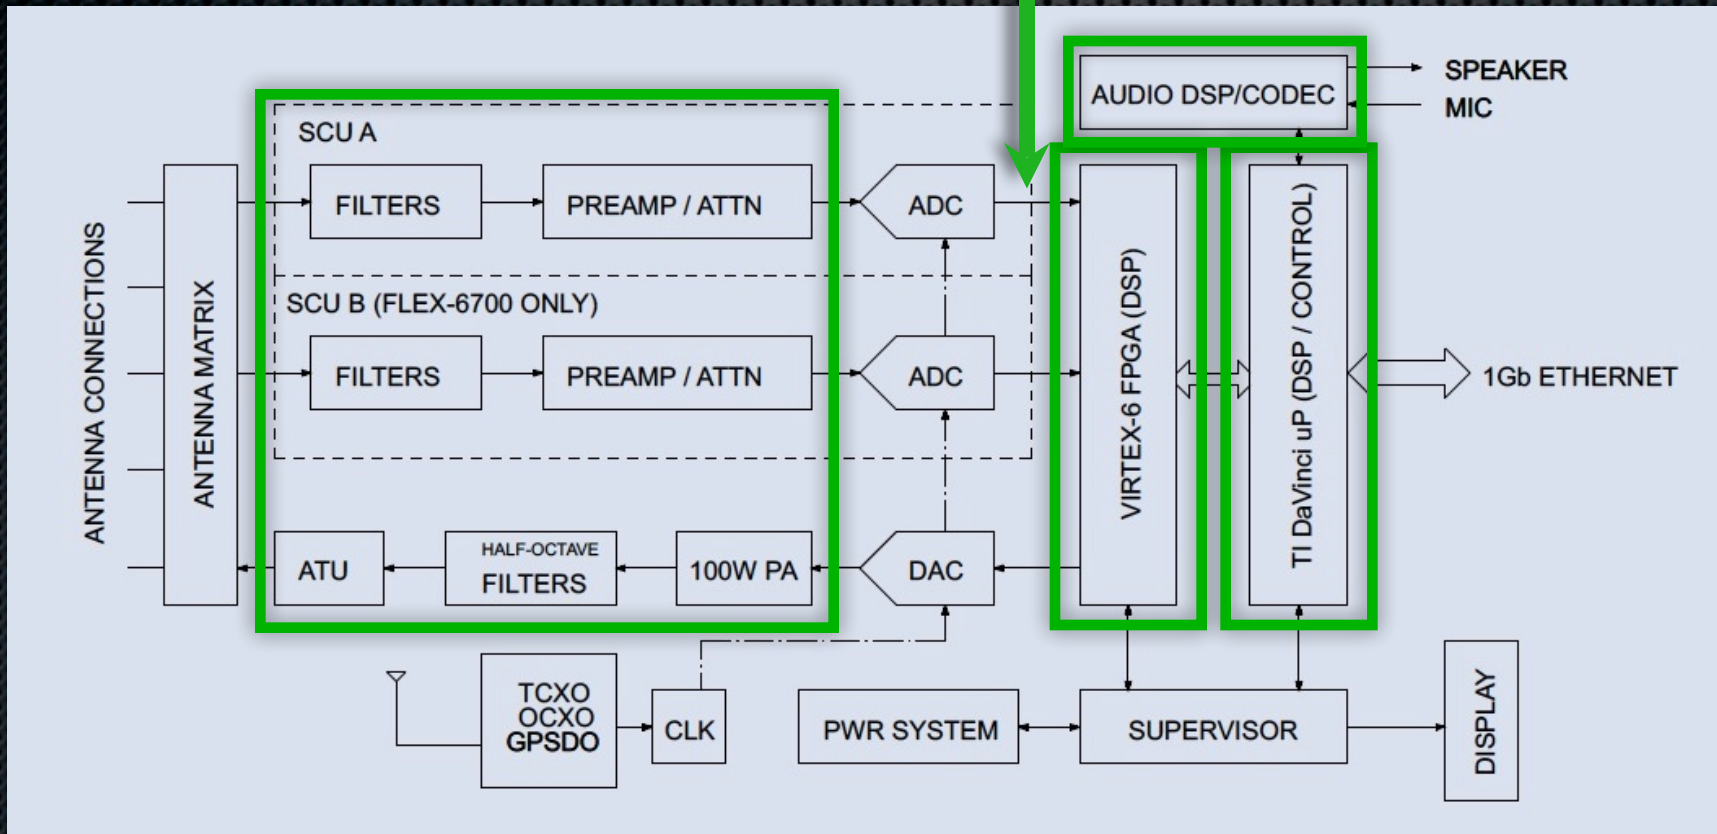 AUDIO DSP/CODEC
SPEAKER
MIC
SCU A
FILTERS
PREAMP / ATTN
ADC
SCU B (FLEX-6700 ONLY)
FILTERS
PREAMP / ATTN
ADC
ANTENNA CONNECTIONS
ANTENNA MATRIX
VIRTEX-6 FPGA (DSP)
TI DaVinci uP (DSP / CONTROL)
1Gb ETHERNET
ATU
HALF-OCTAVE
FILTERS
100W PA
DAC
TCXO
OCXO
GPSDO
CLK
PWR SYSTEM
SUPERVISOR
DISPLAY